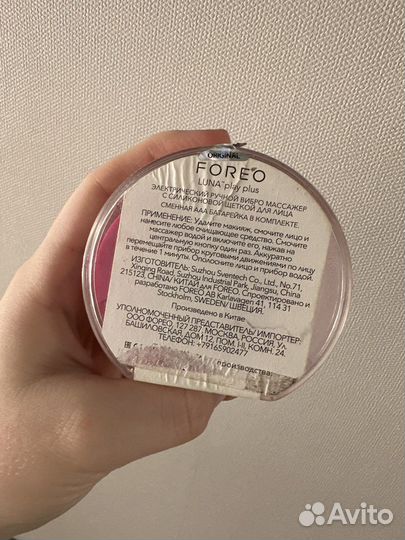 ORIGINAL
FOREO
LUNA™ play plus
ЭЛЕКТРИЧЕСКИЙ РУЧНОЙ ВИБРО МАССАЖЕР
С СИЛИКОНОВОЙ ЩЕТКОЙ ДЛЯ ЛИЦА
СМЕННАЯ ААА БАТАРЕЙКА В КОМПЛЕКТЕ.
ПРИМЕНЕНИЕ: Удалите макияж, смочите лицо и
нанесите любое очищающее средство. Смочите
массажер водой и включите его, нажав на
центральную кнопку один раз. Аккуратно
перемещайте прибор круговыми движениями по лицу
в течение 1 минуты. Ополосните лицо и прибор водой.
ИЗГОТОВИТЕЛЬ: Suzhou Sventech Co., Ltd., No.71,
Xinqing Road, Suzhou Industrial Park, Jiangsu, China
215123, CHINA/ КИТАЙ для FOREO. Спроектировано и
разработано FOREO AB Karlavagen 41, 114 31
Stockholm, SWEDEN/ ШВЕЦИЯ.
Произведено в Китае
УПОЛНОМОЧЕННЫЙ ПРЕДСТАВИТЕЛЬ/ ИМПОРТЕР:
ООО ФОРЕО, 127 287, МОСКВА, РОССИЯ, УЛ.
БАШИЛОВСКАЯ, ДОМ 12, ПОМ. I-II, КОМН. 24.
ТЕЛЕФОН: +79165902477
производства:
Avito